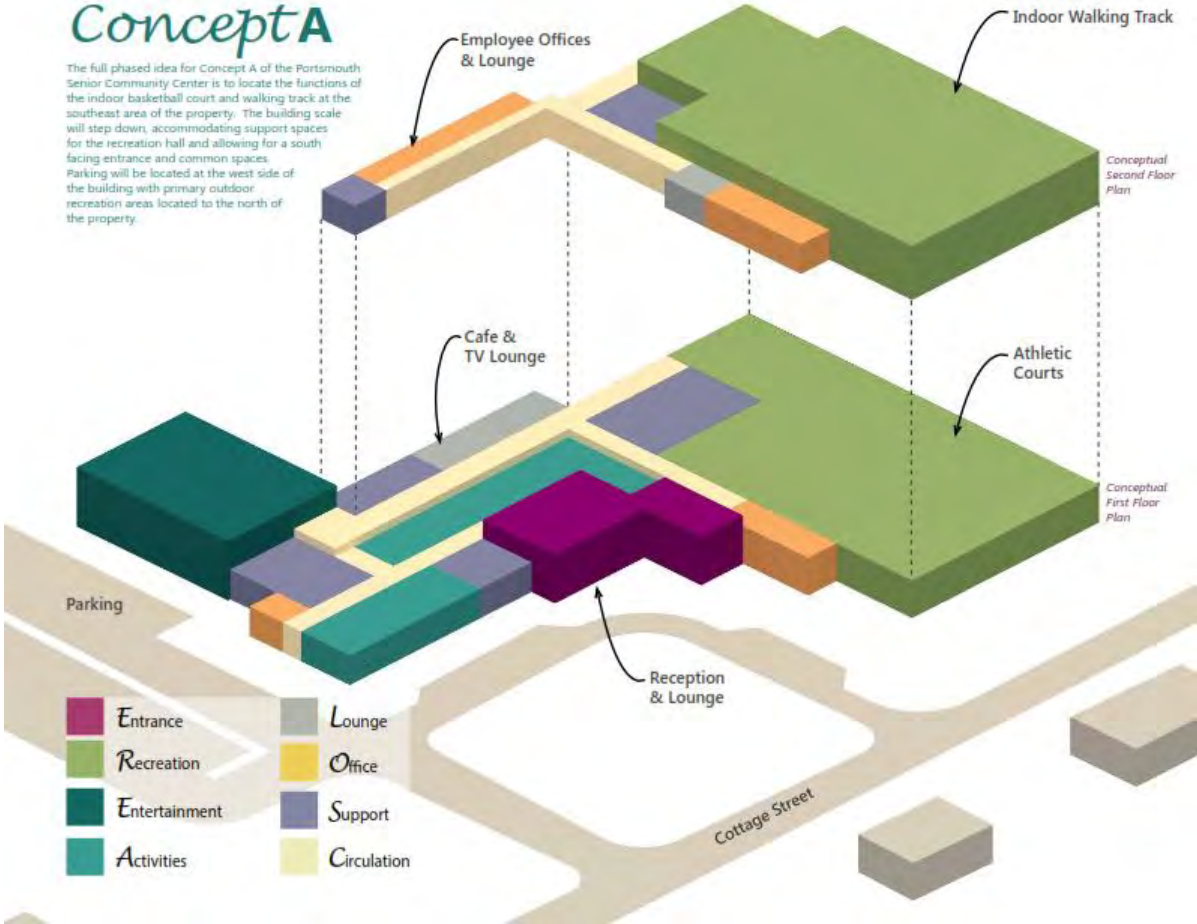 Concept A
The full phased idea for Concept A of the Portsmouth
Senior Community Center is to locate the functions of
the indoor basketball court and walking track at the
southeast area of the property. The building scale
will step down, accommodating support spaces
for the recreation hall and allowing for a south
facing entrance and common spaces.
Parking will be located at the west side of
the building with primary outdoor
recreation areas located to the north of
the property.
Employee Offices
& Lounge
Indoor Walking Track
Conceptual
Second Floor
Plan
Cafe &
TV Lounge
Athletic
Courts
Conceptual
First Floor
Plan
Parking
Reception
& Lounge
Cottage Street
Entrance
Recreation
Entertainment
Activities
Lounge
Office
Support
Circulation